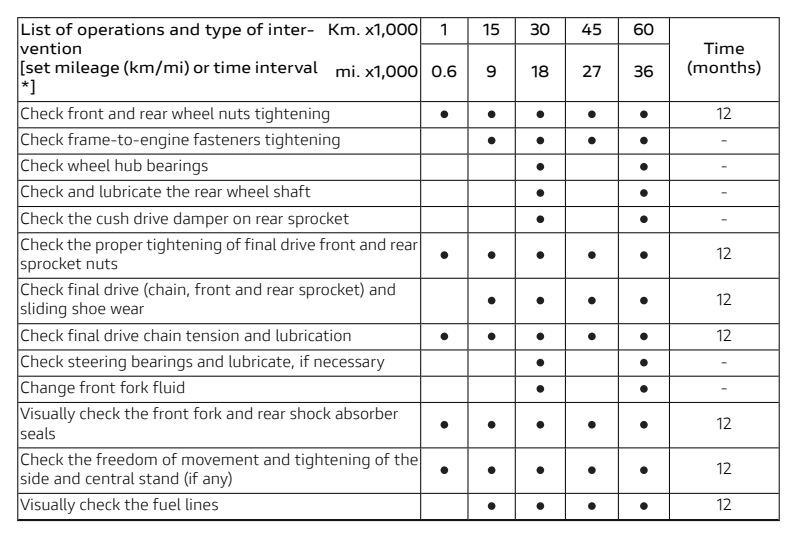 List of operations and type of inter- Km. x1,000 1 15 30 45 60 Time (months)
vention
[set mileage (km/mi) or time interval mi. x1,000 0.6 9 18 27 36
*]
Check front and rear wheel nuts tightening ● ● ● ● ● 12
Check frame-to-engine fasteners tightening ● ● ● ● -
Check wheel hub bearings ● ● -
Check and lubricate the rear wheel shaft ● ● -
Check the cush drive damper on rear sprocket ● ● -
Check the proper tightening of final drive front and rear
sprocket nuts ● ● ● ● ● 12
Check final drive (chain, front and rear sprocket) and
sliding shoe wear ● ● ● ● 12
Check final drive chain tension and lubrication ● ● ● ● ● 12
Check steering bearings and lubricate, if necessary ● ● -
Change front fork fluid ● ● -
Visually check the front fork and rear shock absorber
seals ● ● ● ● ● 12
Check the freedom of movement and tightening of the
side and central stand (if any) ● ● ● ● ● 12
Visually check the fuel lines ● ● ● ● 12